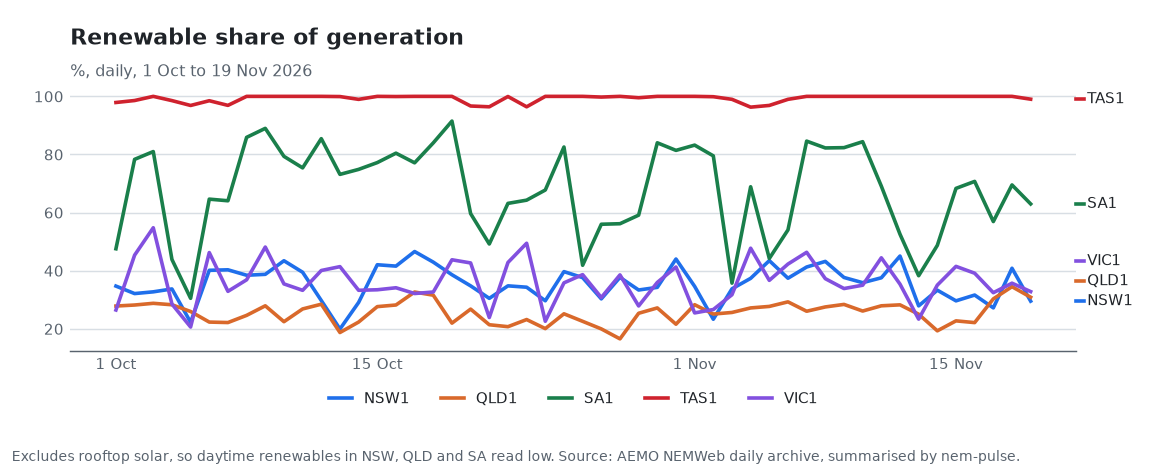 Renewable share of generation
%, daily, 1 Oct to 19 Nov 2026
100
80
60
40
20
TAS1
SA1
VIC1
QLD1
NSW1
1 Oct 15 Oct 1 Nov 15 Nov
NSW1 QLD1 SA1 TAS1 VIC1
Excludes rooftop solar, so daytime renewables in NSW, QLD and SA read low. Source: AEMO NEMWeb daily archive, summarised by nem-pulse.